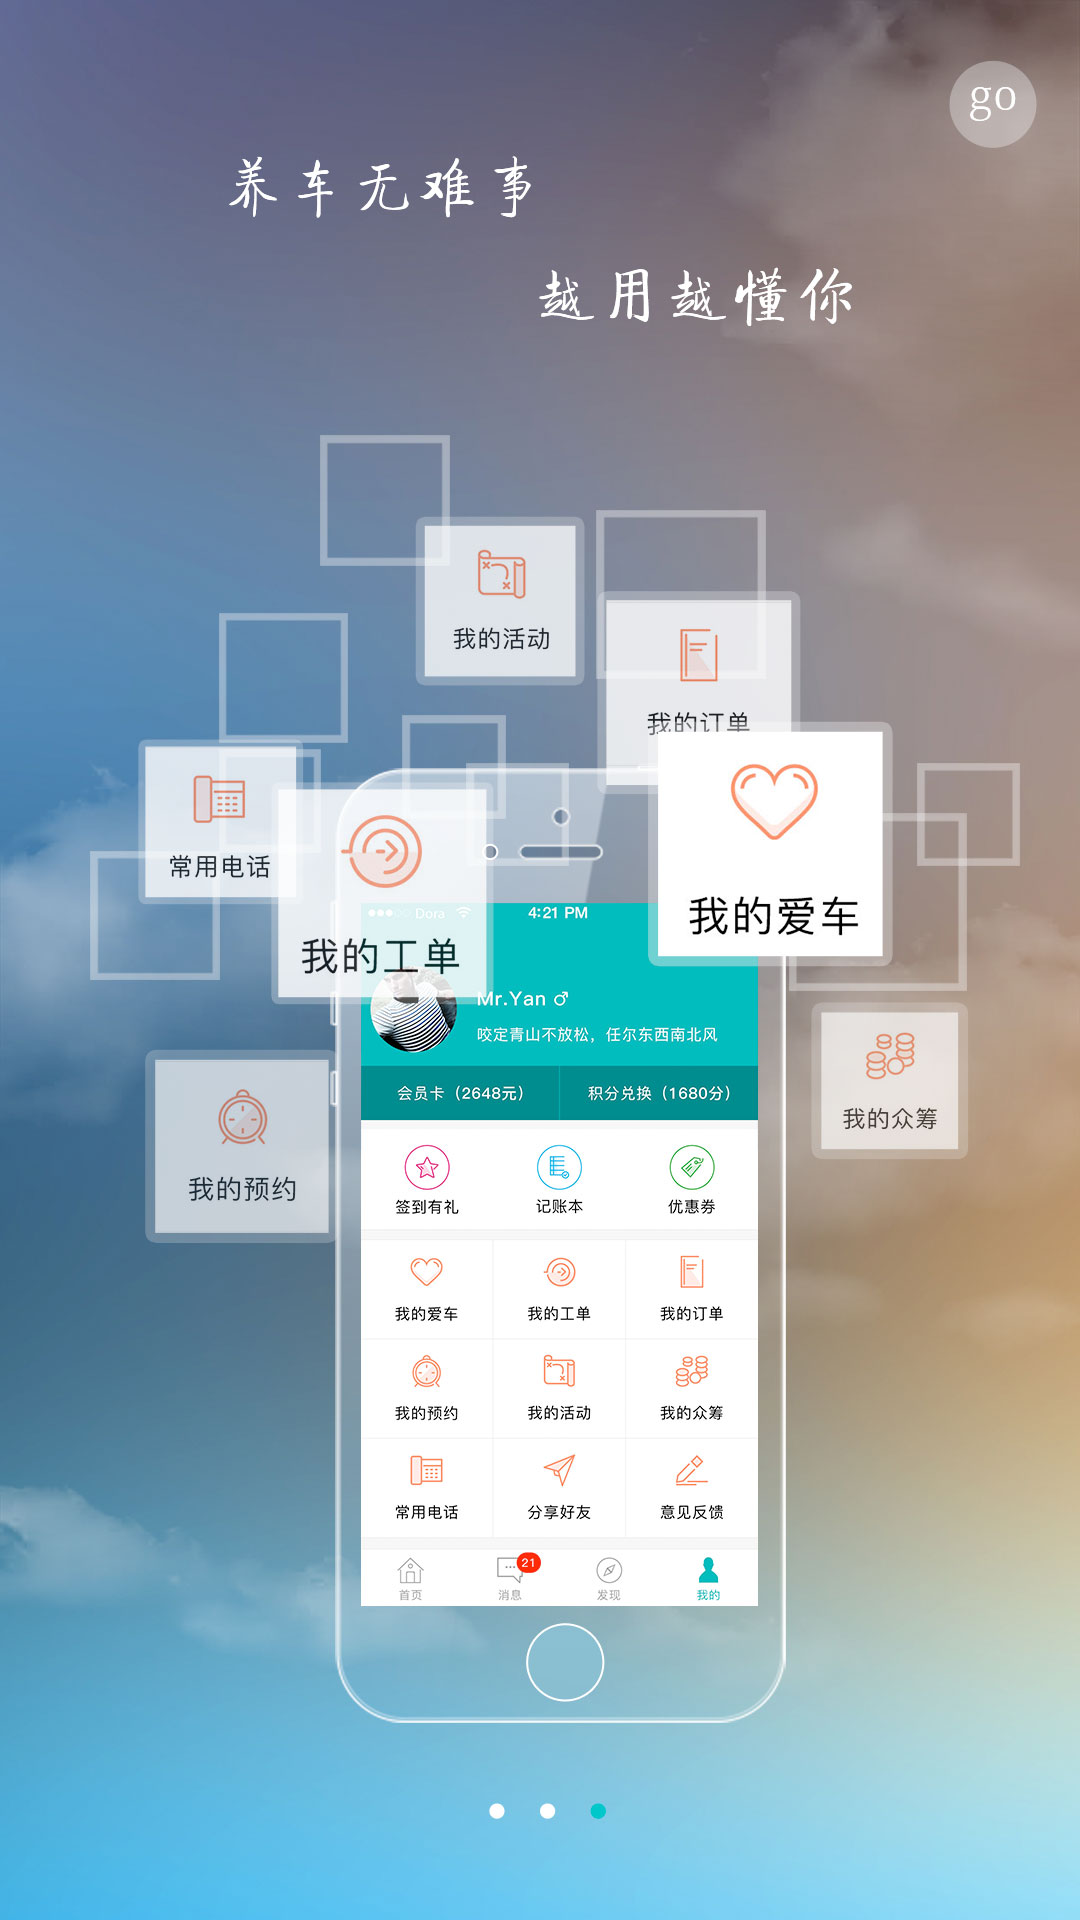 go
养车无难事
越用越懂你
我的活动
我的订单
常用电话
我的工单
我的爱车
我的预约
我的众筹
Dora 4:21 PM
Mr.Yan ♂
咬定青山不放松，任尔东西南北风
会员卡（2648元） 积分兑换（1680分）
签到有礼 记账本 优惠券
我的爱车 我的工单 我的订单
我的预约 我的活动 我的众筹
常用电话 分享好友 意见反馈
21
首页 消息 发现 我的